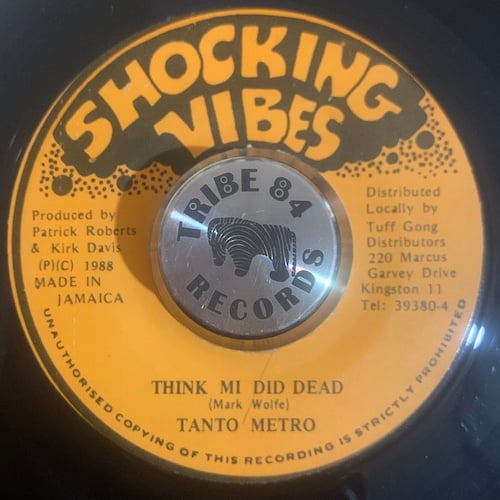 SHOCKING
VIBES
TRIBE 84
RECORDS
Produced by
Patrick Roberts
& Kirk Davis
(P)(C) 1988
MADE IN
JAMAICA
Distributed
Locally by
Tuff Gong
Distributors
220 Marcus
Garvey Drive
Kingston 11
Tel: 39380-4
THINK MI DID DEAD
(Mark Wolfe)
TANTO METRO
UNAUTHORISED COPYING OF THIS RECORDING IS STRICTLY PROHIBITED